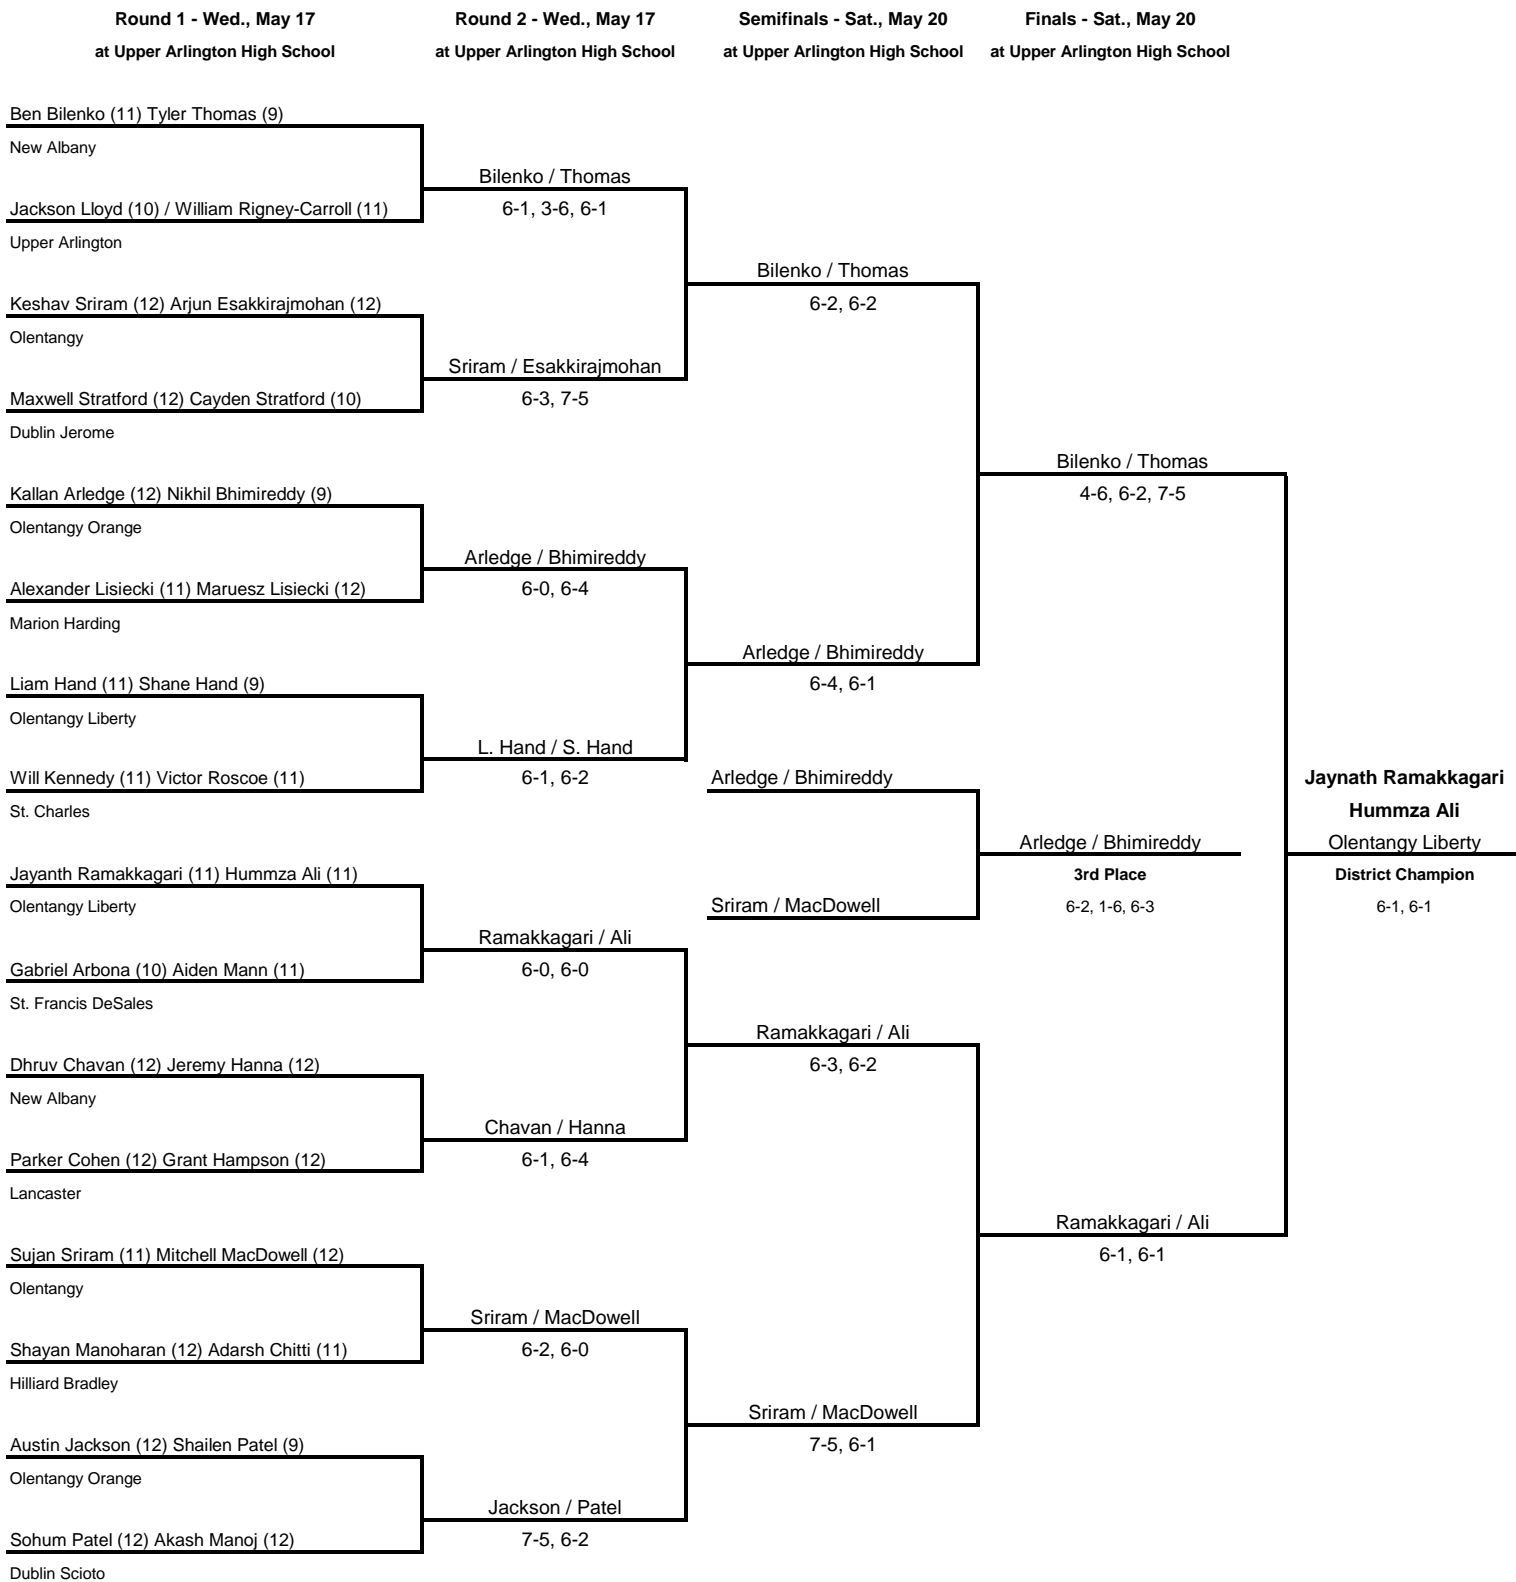 Round 1 - Wed., May 17
at Upper Arlington High School
Round 2 - Wed., May 17
at Upper Arlington High School
Semifinals - Sat., May 20
at Upper Arlington High School
Finals - Sat., May 20
at Upper Arlington High School
Ben Bilenko (11) Tyler Thomas (9)
New Albany
Jackson Lloyd (10) / William Rigney-Carroll (11)
Upper Arlington
Keshav Sriram (12) Arjun Esakkirajmohan (12)
Olentangy
Maxwell Stratford (12) Cayden Stratford (10)
Dublin Jerome
Kallan Arledge (12) Nikhil Bhimireddy (9)
Olentangy Orange
Alexander Lisiecki (11) Maruesz Lisiecki (12)
Marion Harding
Liam Hand (11) Shane Hand (9)
Olentangy Liberty
Will Kennedy (11) Victor Roscoe (11)
St. Charles
Jayanth Ramakkagari (11) Hummza Ali (11)
Olentangy Liberty
Gabriel Arbona (10) Aiden Mann (11)
St. Francis DeSales
Dhruv Chavan (12) Jeremy Hanna (12)
New Albany
Parker Cohen (12) Grant Hampson (12)
Lancaster
Sujan Sriram (11) Mitchell MacDowell (12)
Olentangy
Shayan Manoharan (12) Adarsh Chitti (11)
Hilliard Bradley
Austin Jackson (12) Shailen Patel (9)
Olentangy Orange
Sohum Patel (12) Akash Manoj (12)
Dublin Scioto
Bilenko / Thomas
6-1, 3-6, 6-1
Sriram / Esakkirajmohan
6-3, 7-5
Arledge / Bhimireddy
6-0, 6-4
L. Hand / S. Hand
6-1, 6-2
Ramakkagari / Ali
6-0, 6-0
Chavan / Hanna
6-1, 6-4
Sriram / MacDowell
6-2, 6-0
Jackson / Patel
7-5, 6-2
Bilenko / Thomas
6-2, 6-2
Arledge / Bhimireddy
6-4, 6-1
Arledge / Bhimireddy
Sriram / MacDowell
Ramakkagari / Ali
6-3, 6-2
Sriram / MacDowell
7-5, 6-1
Bilenko / Thomas
4-6, 6-2, 7-5
Arledge / Bhimireddy
3rd Place
6-2, 1-6, 6-3
Ramakkagari / Ali
6-1, 6-1
Jaynath Ramakkagari
Hummza Ali
Olentangy Liberty
District Champion
6-1, 6-1